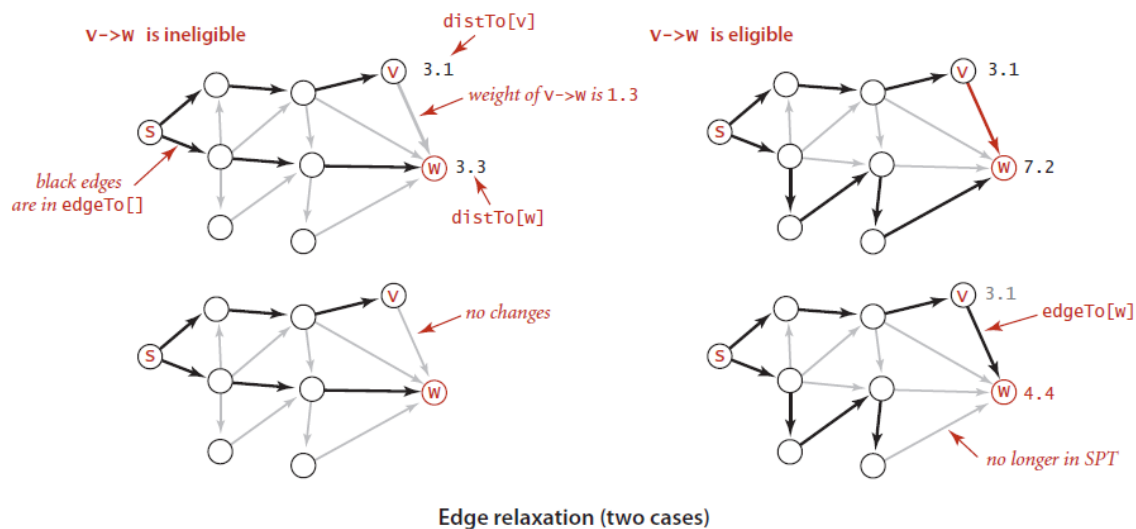 v->w is ineligible
distTo[v]
v
3.1
weight of v->w is 1.3
s
black edges
are in edgeTo[]
w
3.3
distTo[w]
v->w is eligible
v
3.1
s
w
7.2
v
no changes
s
w
v
3.1
edgeTo[w]
s
w
4.4
no longer in SPT
Edge relaxation (two cases)